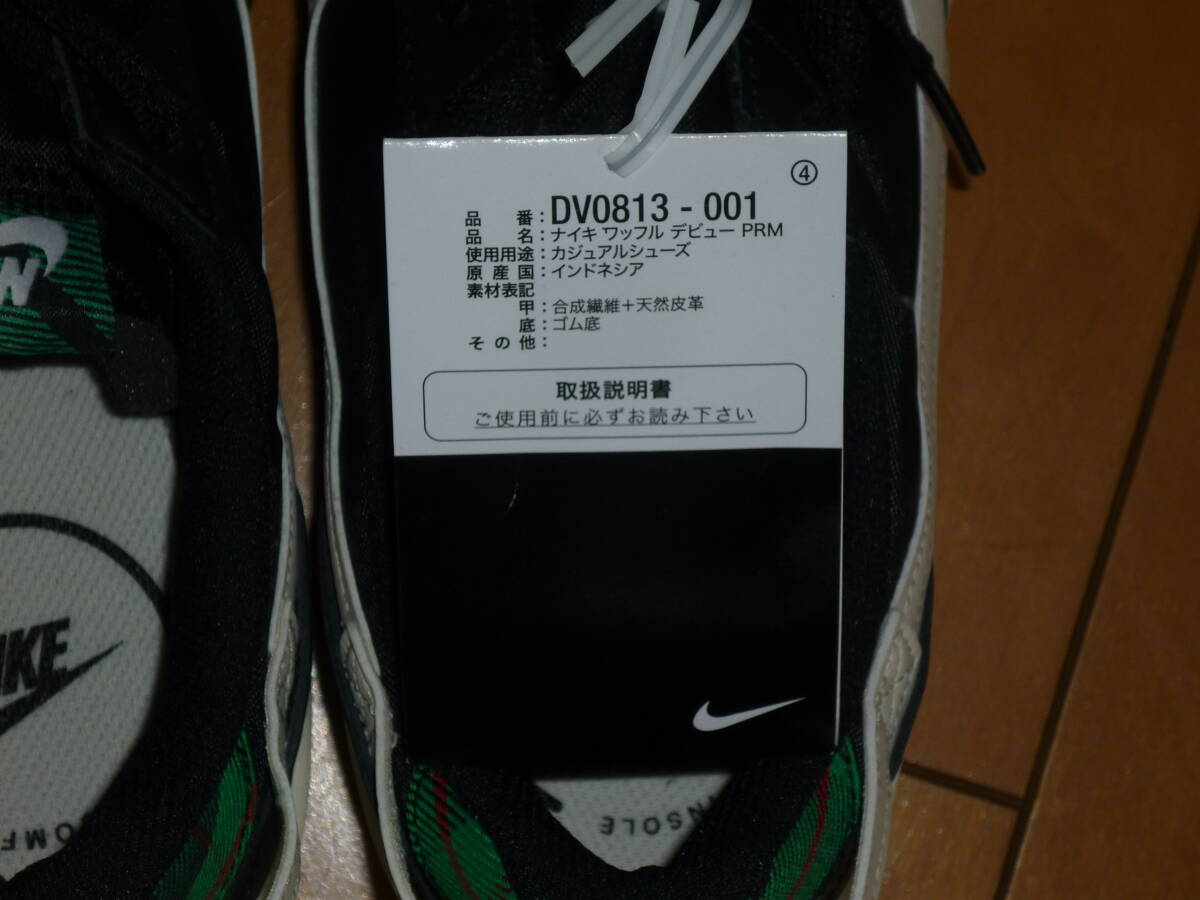 ④
品 番 : DV0813 - 001
品 名 : ナイキ ワッフル デビュー PRM
使用用途 : カジュアルシューズ
原 産 国 : インドネシア
素材表記
甲 : 合成繊維+天然皮革
底 : ゴム底
そ の 他 :
取扱説明書
ご使用前に必ずお読み下さい
N
IKE
OMF
NSOLE